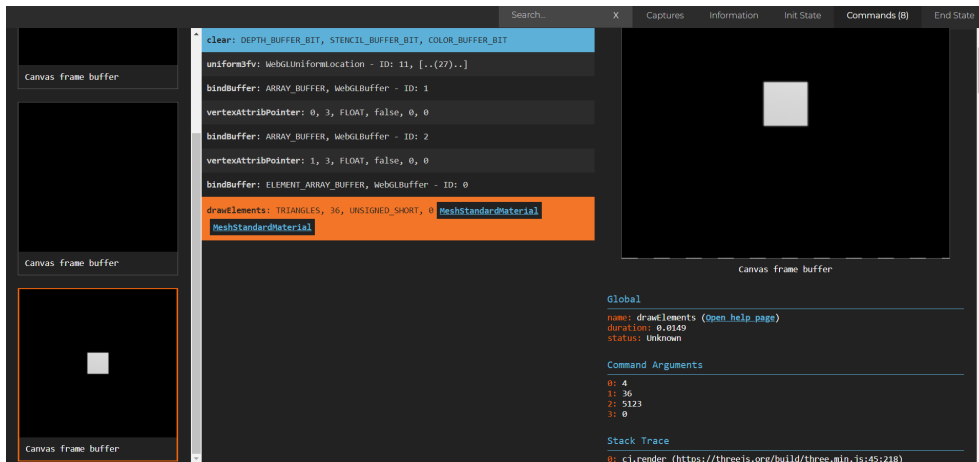 Search... X Captures Information Init State Commands (8) End State
Canvas frame buffer
Canvas frame buffer
Canvas frame buffer
clear: DEPTH_BUFFER_BIT, STENCIL_BUFFER_BIT, COLOR_BUFFER_BIT
uniform3fv: WebGLUniformLocation - ID: 11, [..(27)..]
bindBuffer: ARRAY_BUFFER, WebGLBuffer - ID: 1
vertexAttribPointer: 0, 3, FLOAT, false, 0, 0
bindBuffer: ARRAY_BUFFER, WebGLBuffer - ID: 2
vertexAttribPointer: 1, 3, FLOAT, false, 0, 0
bindBuffer: ELEMENT_ARRAY_BUFFER, WebGLBuffer - ID: 0
drawElements: TRIANGLES, 36, UNSIGNED_SHORT, 0 MeshStandardMaterial
MeshStandardMaterial
Canvas frame buffer
Global
name: drawElements (Open help page)
duration: 0.0149
status: Unknown
Command Arguments
0: 4
1: 36
2: 5123
3: 0
Stack Trace
0: cj.render (https://threejs.org/build/three.min.js:45:218)